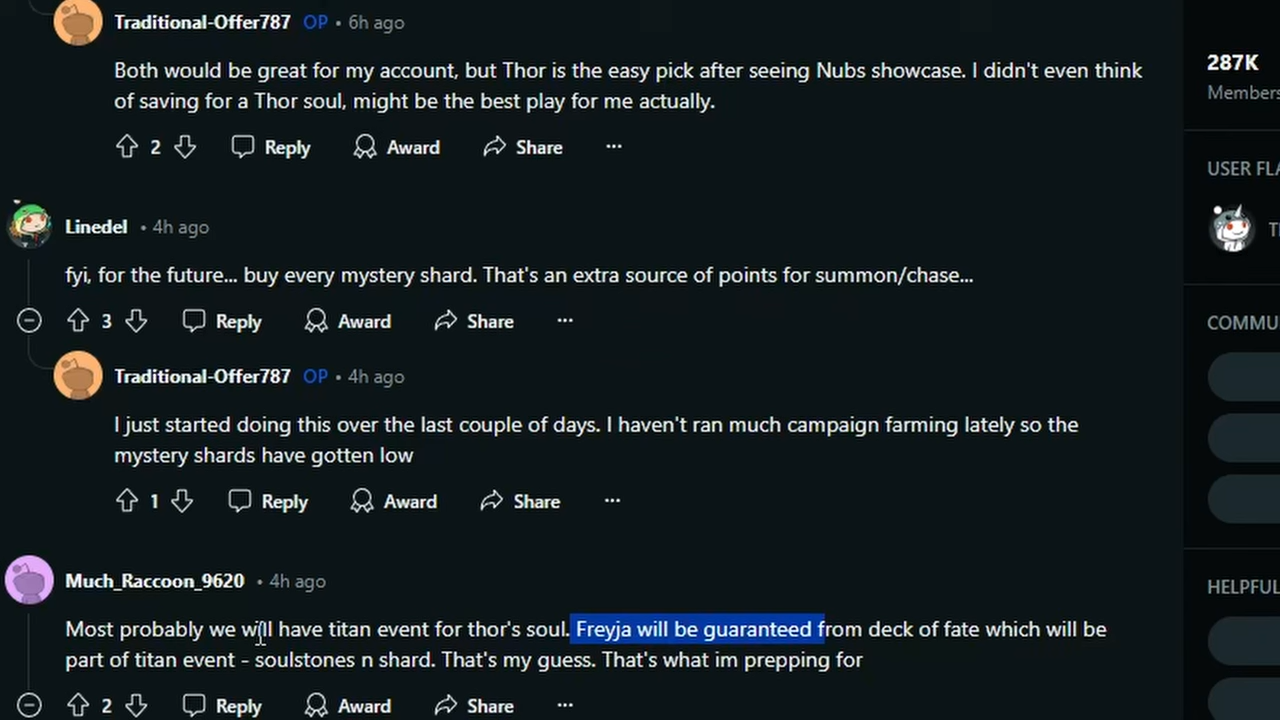 Traditional-Offer787 OP • 6h ago
287K
Both would be great for my account, but Thor is the easy pick after seeing Nubs showcase. I didn't even think
Members
of saving for a Thor soul, might be the best play for me actually.
2 Reply Award Share ...
USER FLA
Linedel • 4h ago
fyi, for the future... buy every mystery shard. That's an extra source of points for summon/chase...
3 Reply Award Share ...
COMMU
Traditional-Offer787 OP • 4h ago
I just started doing this over the last couple of days. I haven't ran much campaign farming lately so the
mystery shards have gotten low
1 Reply Award Share ...
Much_Raccoon_9620 • 4h ago
HELPFUL
Most probably we will have titan event for thor's soul. Freyja will be guaranteed from deck of fate which will be
part of titan event - soulstones n shard. That's my guess. That's what im prepping for
2 Reply Award Share ...